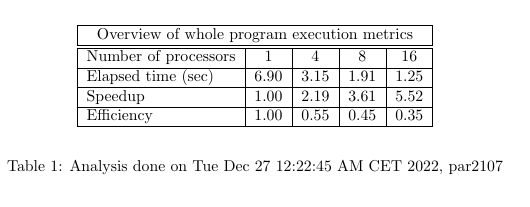 Overview of whole program execution metrics
Number of processors 1 4 8 16
Elapsed time (sec) 6.90 3.15 1.91 1.25
Speedup 1.00 2.19 3.61 5.52
Efficiency 1.00 0.55 0.45 0.35
Table 1: Analysis done on Tue Dec 27 12:22:45 AM CET 2022, par2107